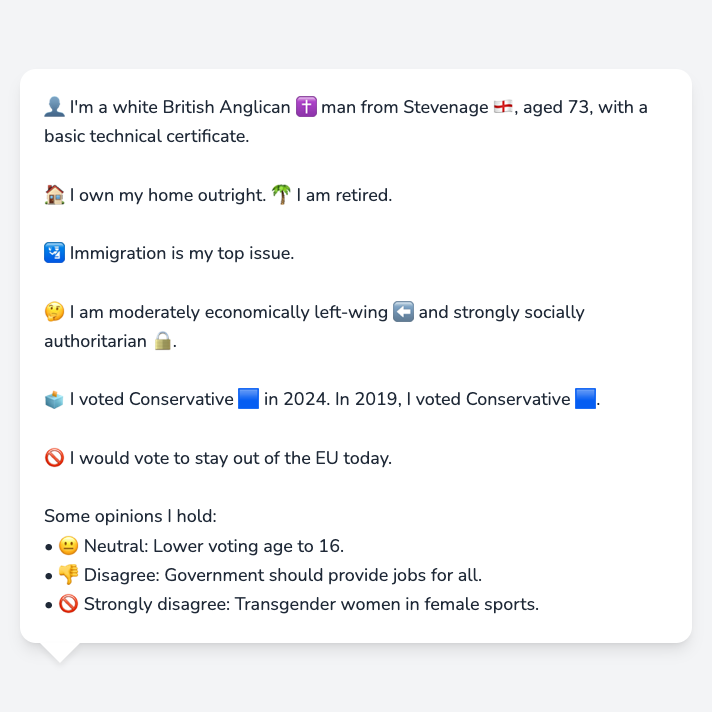 👤 I'm a white British Anglican ✝️ man from Stevenage 🏴󠁧󠁢󠁥󠁮󠁧󠁿, aged 73, with a
basic technical certificate.
🏠 I own my home outright. 🌴 I am retired.
🛂 Immigration is my top issue.
🤔 I am moderately economically left-wing ⬅️ and strongly socially
authoritarian 🔒.
🗳️ I voted Conservative 🟦 in 2024. In 2019, I voted Conservative 🟦.
🚫 I would vote to stay out of the EU today.
Some opinions I hold:
• 😐 Neutral: Lower voting age to 16.
• 👎 Disagree: Government should provide jobs for all.
• 🚫 Strongly disagree: Transgender women in female sports.